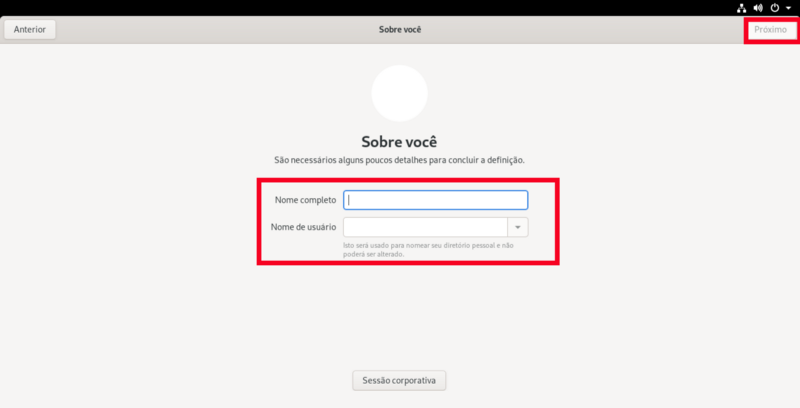 Anterior
Sobre você
Próximo
Sobre você
São necessários alguns poucos detalhes para concluir a definição.
Nome completo
Nome de usuário
Isto será usado para nomear seu diretório pessoal e não
poderá ser alterado.
Sessão corporativa